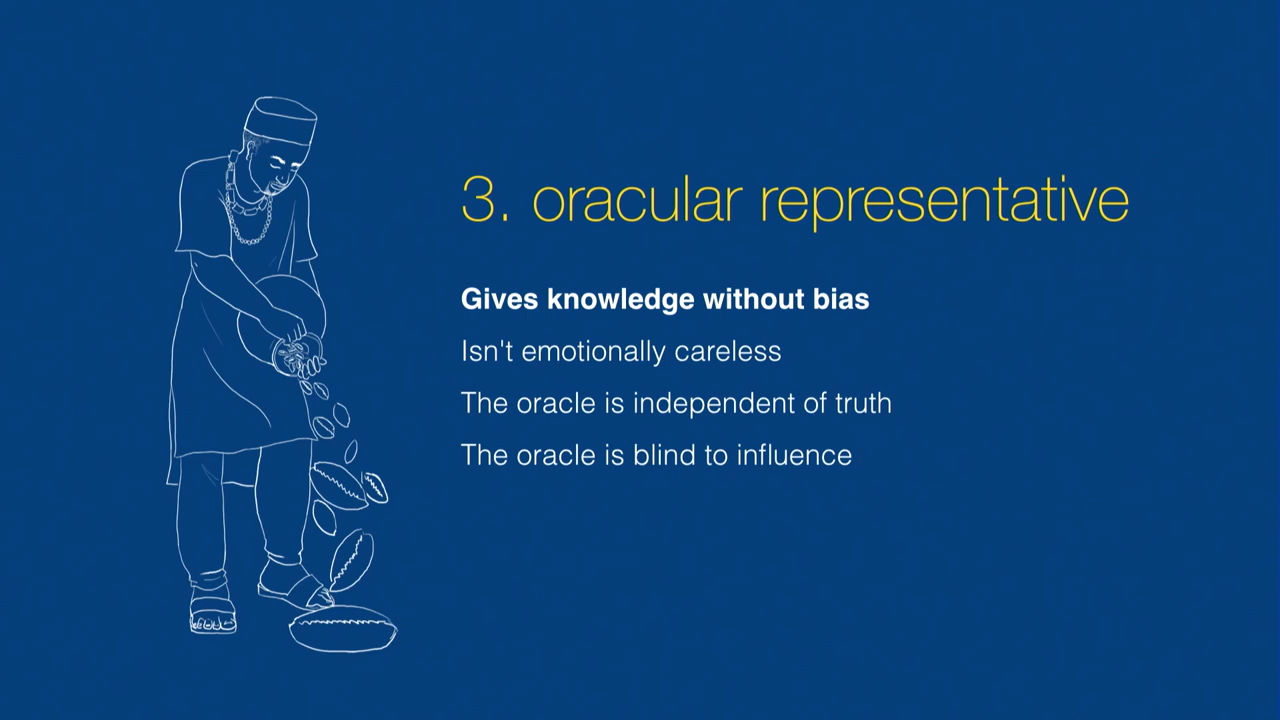 3. oracular representative
Gives knowledge without bias
Isn't emotionally careless
The oracle is independent of truth
The oracle is blind to influence